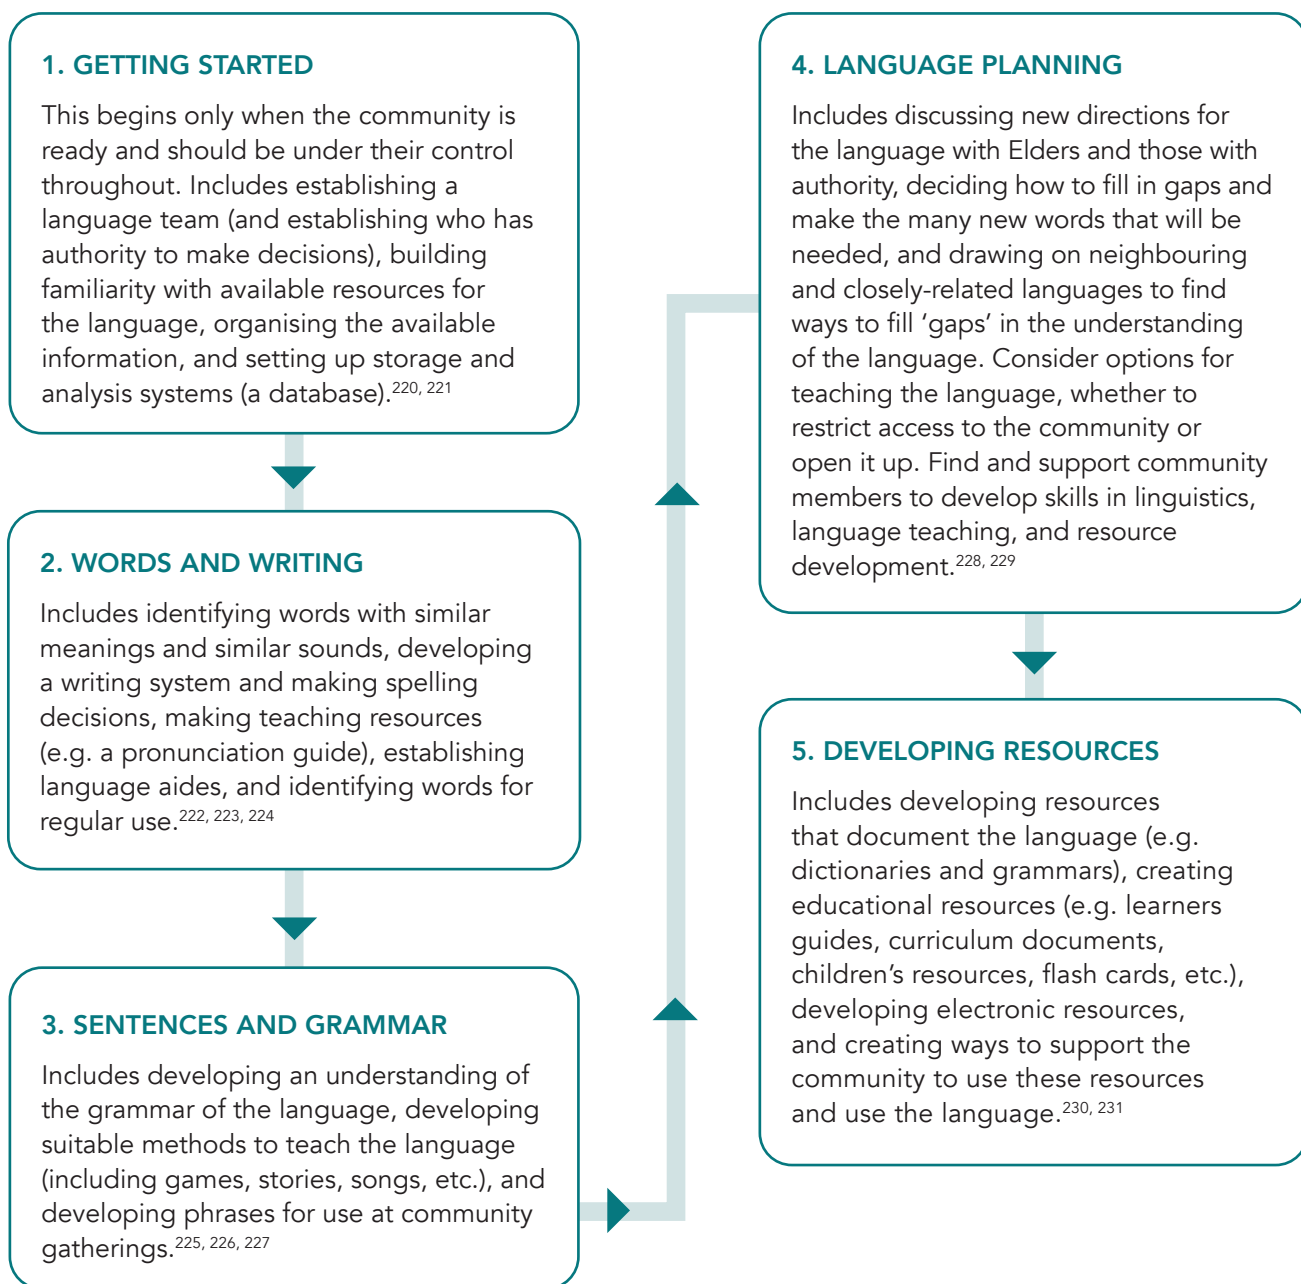 1. GETTING STARTED
This begins only when the community is
ready and should be under their control
throughout. Includes establishing a
language team (and establishing who has
authority to make decisions), building
familiarity with available resources for
the language, organising the available
information, and setting up storage and
analysis systems (a database).220, 221
2. WORDS AND WRITING
Includes identifying words with similar
meanings and similar sounds, developing
a writing system and making spelling
decisions, making teaching resources
(e.g. a pronunciation guide), establishing
language aides, and identifying words for
regular use.222, 223, 224
3. SENTENCES AND GRAMMAR
Includes developing an understanding of
the grammar of the language, developing
suitable methods to teach the language
(including games, stories, songs, etc.), and
developing phrases for use at community
gatherings.225, 226, 227
4. LANGUAGE PLANNING
Includes discussing new directions for
the language with Elders and those with
authority, deciding how to fill in gaps and
make the many new words that will be
needed, and drawing on neighbouring
and closely-related languages to find
ways to fill ‘gaps’ in the understanding
of the language. Consider options for
teaching the language, whether to
restrict access to the community or
open it up. Find and support community
members to develop skills in linguistics,
language teaching, and resource
development.228, 229
5. DEVELOPING RESOURCES
Includes developing resources
that document the language (e.g.
dictionaries and grammars), creating
educational resources (e.g. learners
guides, curriculum documents,
children’s resources, flash cards, etc.),
developing electronic resources,
and creating ways to support the
community to use these resources
and use the language.230, 231